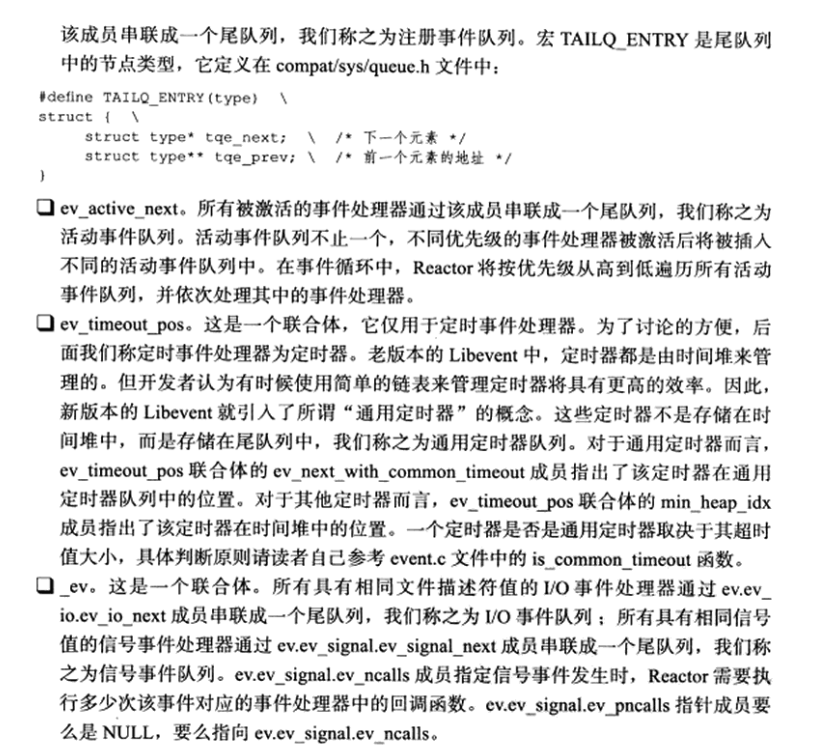 该成员串联成一个尾队列，我们称之为注册事件队列。宏 TAILQ_ENTRY 是尾队列
中的节点类型，它定义在 compat/sys/queue.h 文件中：
#define TAILQ_ENTRY(type)  \
struct {  \
    struct type* tqe_next;  \  /* 下一个元素 */
    struct type** tqe_prev; \  /* 前一个元素的地址 */
}
❑ ev_active_next。所有被激活的事件处理器通过该成员串联成一个尾队列，我们称之为
活动事件队列。活动事件队列不止一个，不同优先级的事件处理器被激活后将被插入
不同的活动事件队列中。在事件循环中，Reactor 将按优先级从高到低遍历所有活动
事件队列，并依次处理其中的事件处理器。
❑ ev_timeout_pos。这是一个联合体，它仅用于定时事件处理器。为了讨论的方便，后
面我们称定时事件处理器为定时器。老版本的 Libevent 中，定时器都是由时间堆来管
理的。但开发者认为有时候使用简单的链表来管理定时器将具有更高的效率。因此，
新版本的 Libevent 就引入了所谓“通用定时器”的概念。这些定时器不是存储在时
间堆中，而是存储在尾队列中，我们称之为通用定时器队列。对于通用定时器而言，
ev_timeout_pos 联合体的 ev_next_with_common_timeout 成员指出了该定时器在通用
定时器队列中的位置。对于其他定时器而言，ev_timeout_pos 联合体的 min_heap_idx
成员指出了该定时器在时间堆中的位置。一个定时器是否是通用定时器取决于其超时
值大小，具体判断原则请读者自己参考 event.c 文件中的 is_common_timeout 函数。
❑ _ev。这是一个联合体。所有具有相同文件描述符值的 I/O 事件处理器通过 ev.ev_
io.ev_io_next 成员串联成一个尾队列，我们称之为 I/O 事件队列；所有具有相同信号
值的信号事件处理器通过 ev.ev_signal.ev_signal_next 成员串联成一个尾队列，我们称
之为信号事件队列。ev.ev_signal.ev_ncalls 成员指定信号事件发生时，Reactor 需要执
行多少次该事件对应的事件处理器中的回调函数。ev.ev_signal.ev_pncalls 指针成员要
么是 NULL，要么指向 ev.ev_signal.ev_ncalls。